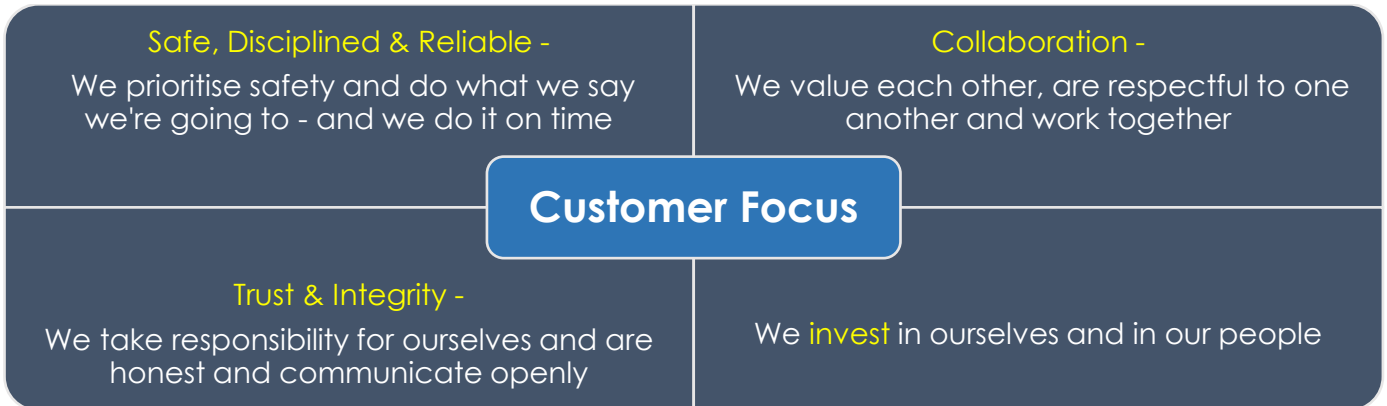 Safe, Disciplined & Reliable -
We prioritise safety and do what we say
we're going to - and we do it on time
Collaboration -
We value each other, are respectful to one
another and work together
Customer Focus
Trust & Integrity -
We take responsibility for ourselves and are
honest and communicate openly
We invest in ourselves and in our people